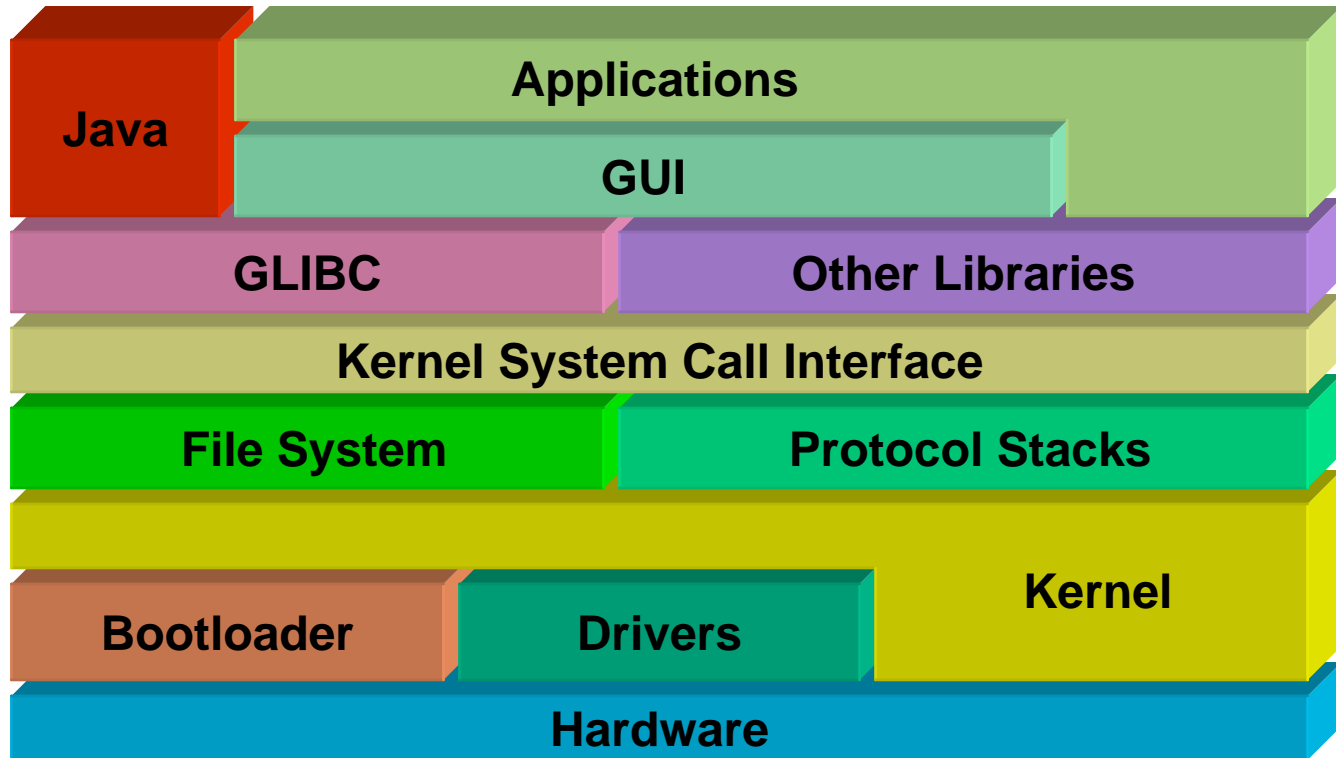 Applications
Java
GUI
GLIBC
Other Libraries
Kernel System Call Interface
File System
Protocol Stacks
Kernel
Bootloader
Drivers
Hardware